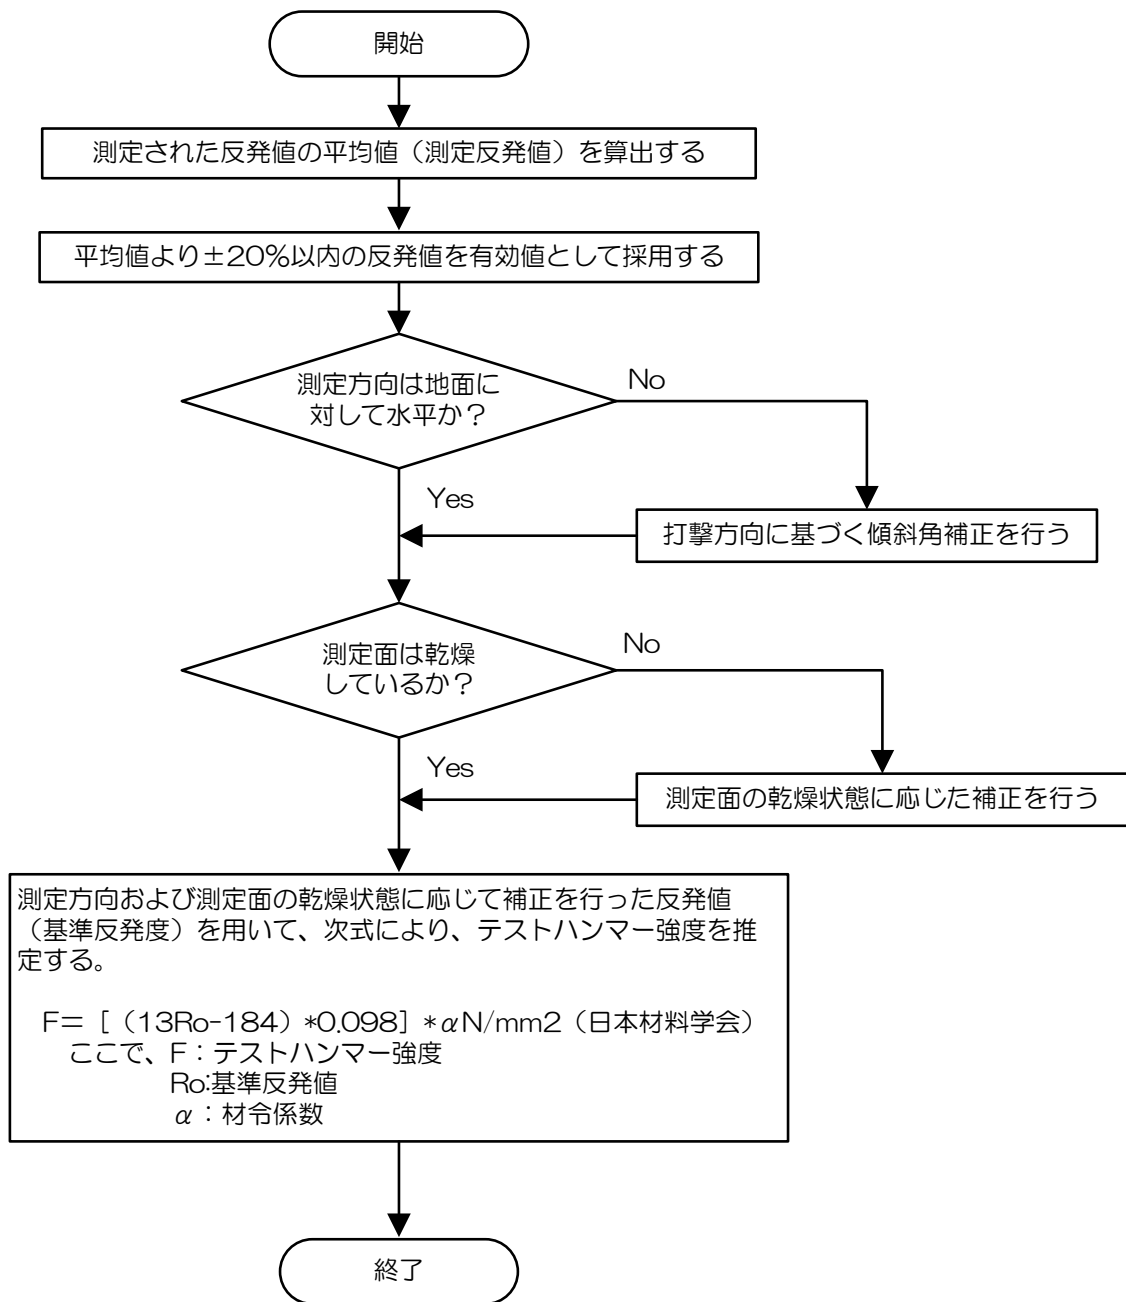 開始
測定された反発値の平均値（測定反発値）を算出する
平均値より±20%以内の反発値を有効値として採用する
測定方向は地面に
対して水平か？
No
Yes
打撃方向に基づく傾斜角補正を行う
測定面は乾燥
しているか？
No
Yes
測定面の乾燥状態に応じた補正を行う
測定方向および測定面の乾燥状態に応じて補正を行った反発値
（基準反発度）を用いて、次式により、テストハンマー強度を推
定する。
F＝［（13Ro-184）*0.098］*αN/mm2（日本材料学会）
ここで、F：テストハンマー強度
Ro:基準反発値
α：材令係数
終了